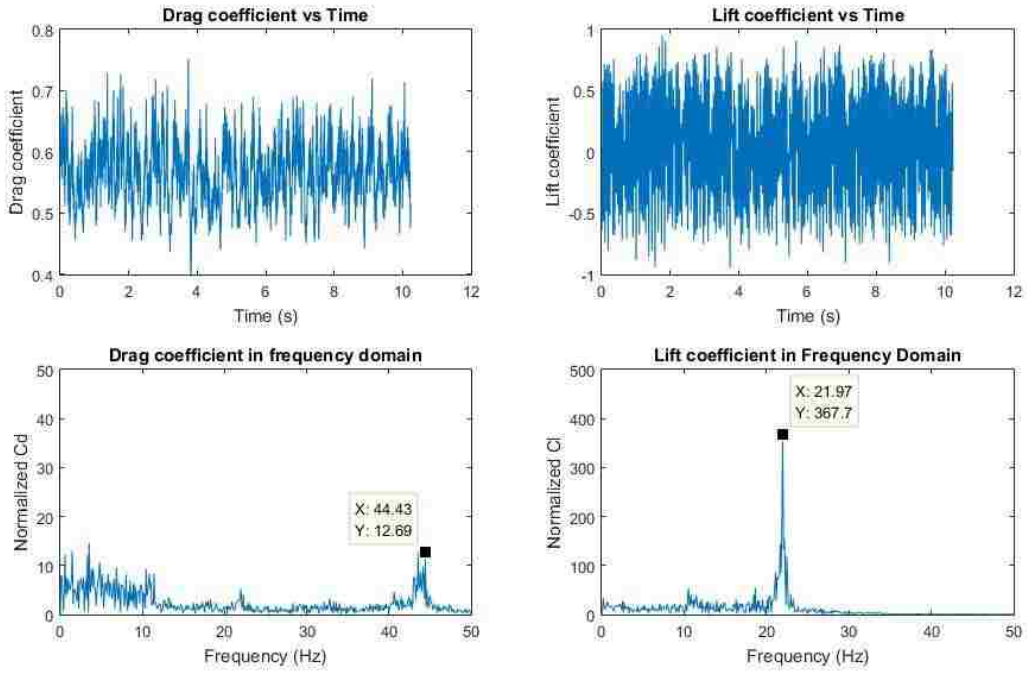 Drag coefficient vs Time
Drag coefficient
0.8
0.7
0.6
0.5
0.4
0 2 4 6 8 10 12
Time (s)
Lift coefficient vs Time
Lift coefficient
1
0.5
0
-0.5
-1
0 2 4 6 8 10 12
Time (s)
Drag coefficient in frequency domain
Normalized Cd
50
40
30
20
10
0
X: 44.43
Y: 12.69
0 10 20 30 40 50
Frequency (Hz)
Lift coefficient in Frequency Domain
Normalized Cl
500
400
300
200
100
0
X: 21.97
Y: 367.7
0 10 20 30 40 50
Frequency (Hz)